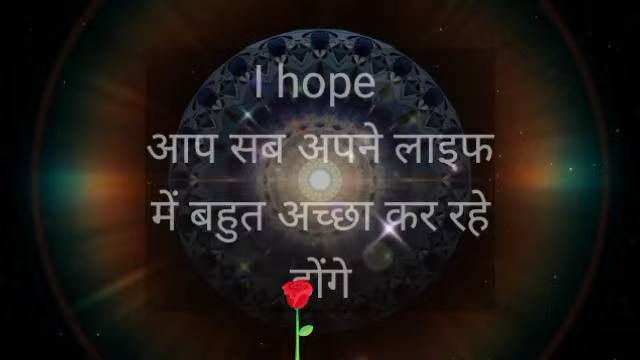 I hope
आप सब अपने लाइफ
में बहुत अच्छा कर रहे
होंगे